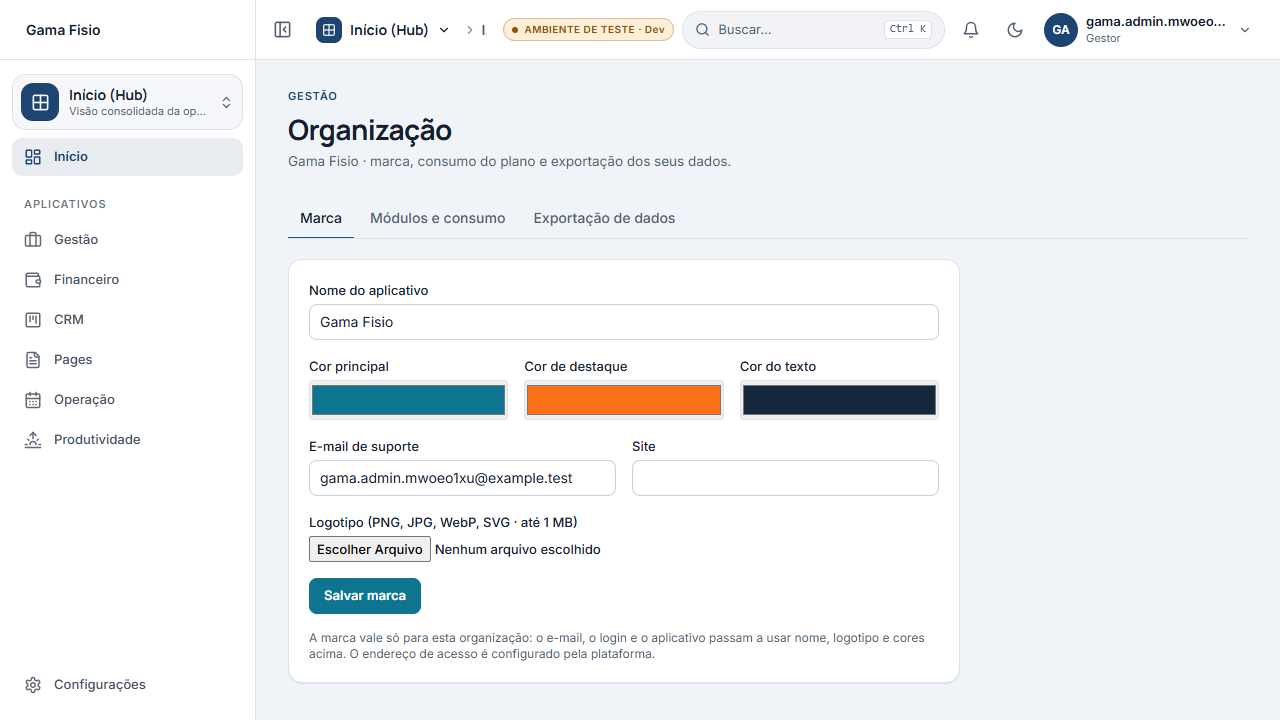 Gama Fisio
Início (Hub)
AMBIENTE DE TESTE · Dev
Buscar...
Ctrl K
GA
gama.admin.mwoeo...
Gestor
Início (Hub)
Visão consolidada da op...
Início
APLICATIVOS
Gestão
Financeiro
CRM
Pages
Operação
Produtividade
Configurações
GESTÃO
Organização
Gama Fisio · marca, consumo do plano e exportação dos seus dados.
Marca
Módulos e consumo
Exportação de dados
Nome do aplicativo
Gama Fisio
Cor principal
Cor de destaque
Cor do texto
E-mail de suporte
Site
gama.admin.mwoeo1xu@example.test
Logotipo (PNG, JPG, WebP, SVG · até 1 MB)
Escolher Arquivo Nenhum arquivo escolhido
Salvar marca
A marca vale só para esta organização: o e-mail, o login e o aplicativo passam a usar nome, logotipo e cores
acima. O endereço de acesso é configurado pela plataforma.